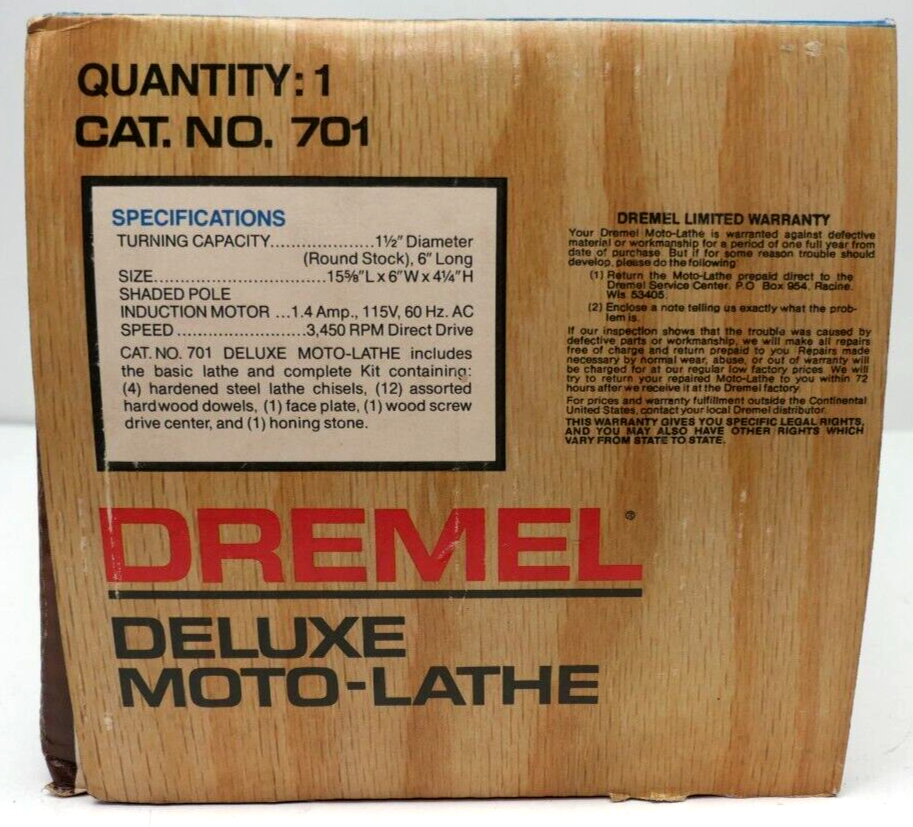 QUANTITY: 1
CAT. NO. 701
SPECIFICATIONS
TURNING CAPACITY....................1½" Diameter
(Round Stock), 6" Long
SIZE.................................15⅝"L x 6"W x 4¼"H
SHADED POLE
INDUCTION MOTOR ...1.4 Amp., 115V, 60 Hz. AC
SPEED.........................3,450 RPM Direct Drive
CAT. NO. 701 DELUXE MOTO-LATHE includes
the basic lathe and complete Kit containing:
(4) hardened steel lathe chisels, (12) assorted
hardwood dowels, (1) face plate, (1) wood screw
drive center, and (1) honing stone.
DREMEL LIMITED WARRANTY
Your Dremel Moto-Lathe is warranted against defective
material or workmanship for a period of one full year from
date of purchase. But if for some reason trouble should
develop, please do the following:
(1) Return the Moto-Lathe prepaid direct to the
Dremel Service Center, P.O. Box 954, Racine,
Wis. 53405.
(2) Enclose a note telling us exactly what the prob-
lem is.
If our inspection shows that the trouble was caused by
defective parts or workmanship, we will make all repairs
free of charge and return prepaid to you. Repairs made
necessary by normal wear, abuse, or out of warranty will
be charged for at our regular low factory prices. We will
try to return your repaired Moto-Lathe to you within 72
hours after we receive it at the Dremel factory.
For prices and warranty fulfillment outside the Continental
United States, contact your local Dremel distributor.
THIS WARRANTY GIVES YOU SPECIFIC LEGAL RIGHTS,
AND YOU MAY ALSO HAVE OTHER RIGHTS WHICH
VARY FROM STATE TO STATE.
DREMEL®
DELUXE
MOTO-LATHE